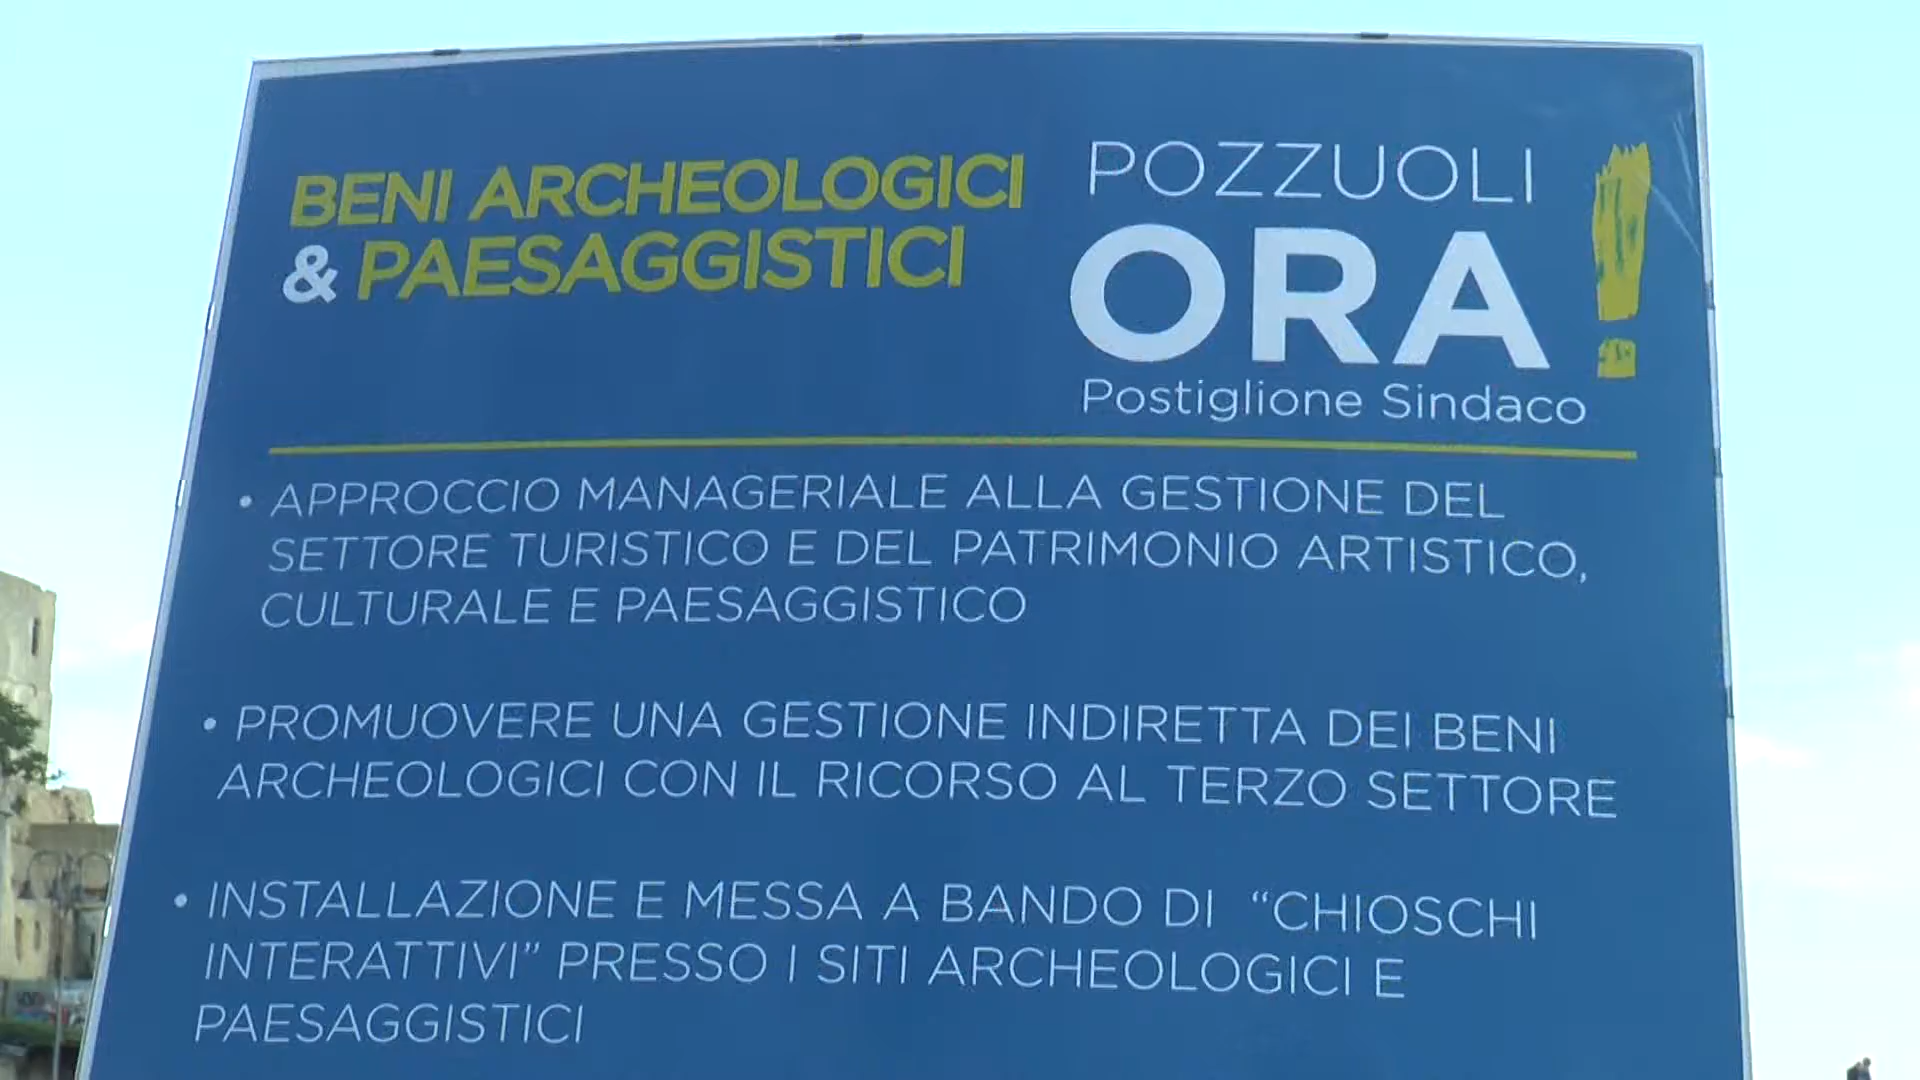 BENI ARCHEOLOGICI
& PAESAGGISTICI
POZZUOLI
ORA!
Postiglione Sindaco
• APPROCCIO MANAGERIALE ALLA GESTIONE DEL
SETTORE TURISTICO E DEL PATRIMONIO ARTISTICO,
CULTURALE E PAESAGGISTICO
• PROMUOVERE UNA GESTIONE INDIRETTA DEI BENI
ARCHEOLOGICI CON IL RICORSO AL TERZO SETTORE
• INSTALLAZIONE E MESSA A BANDO DI “CHIOSCHI
INTERATTIVI” PRESSO I SITI ARCHEOLOGICI E
PAESAGGISTICI